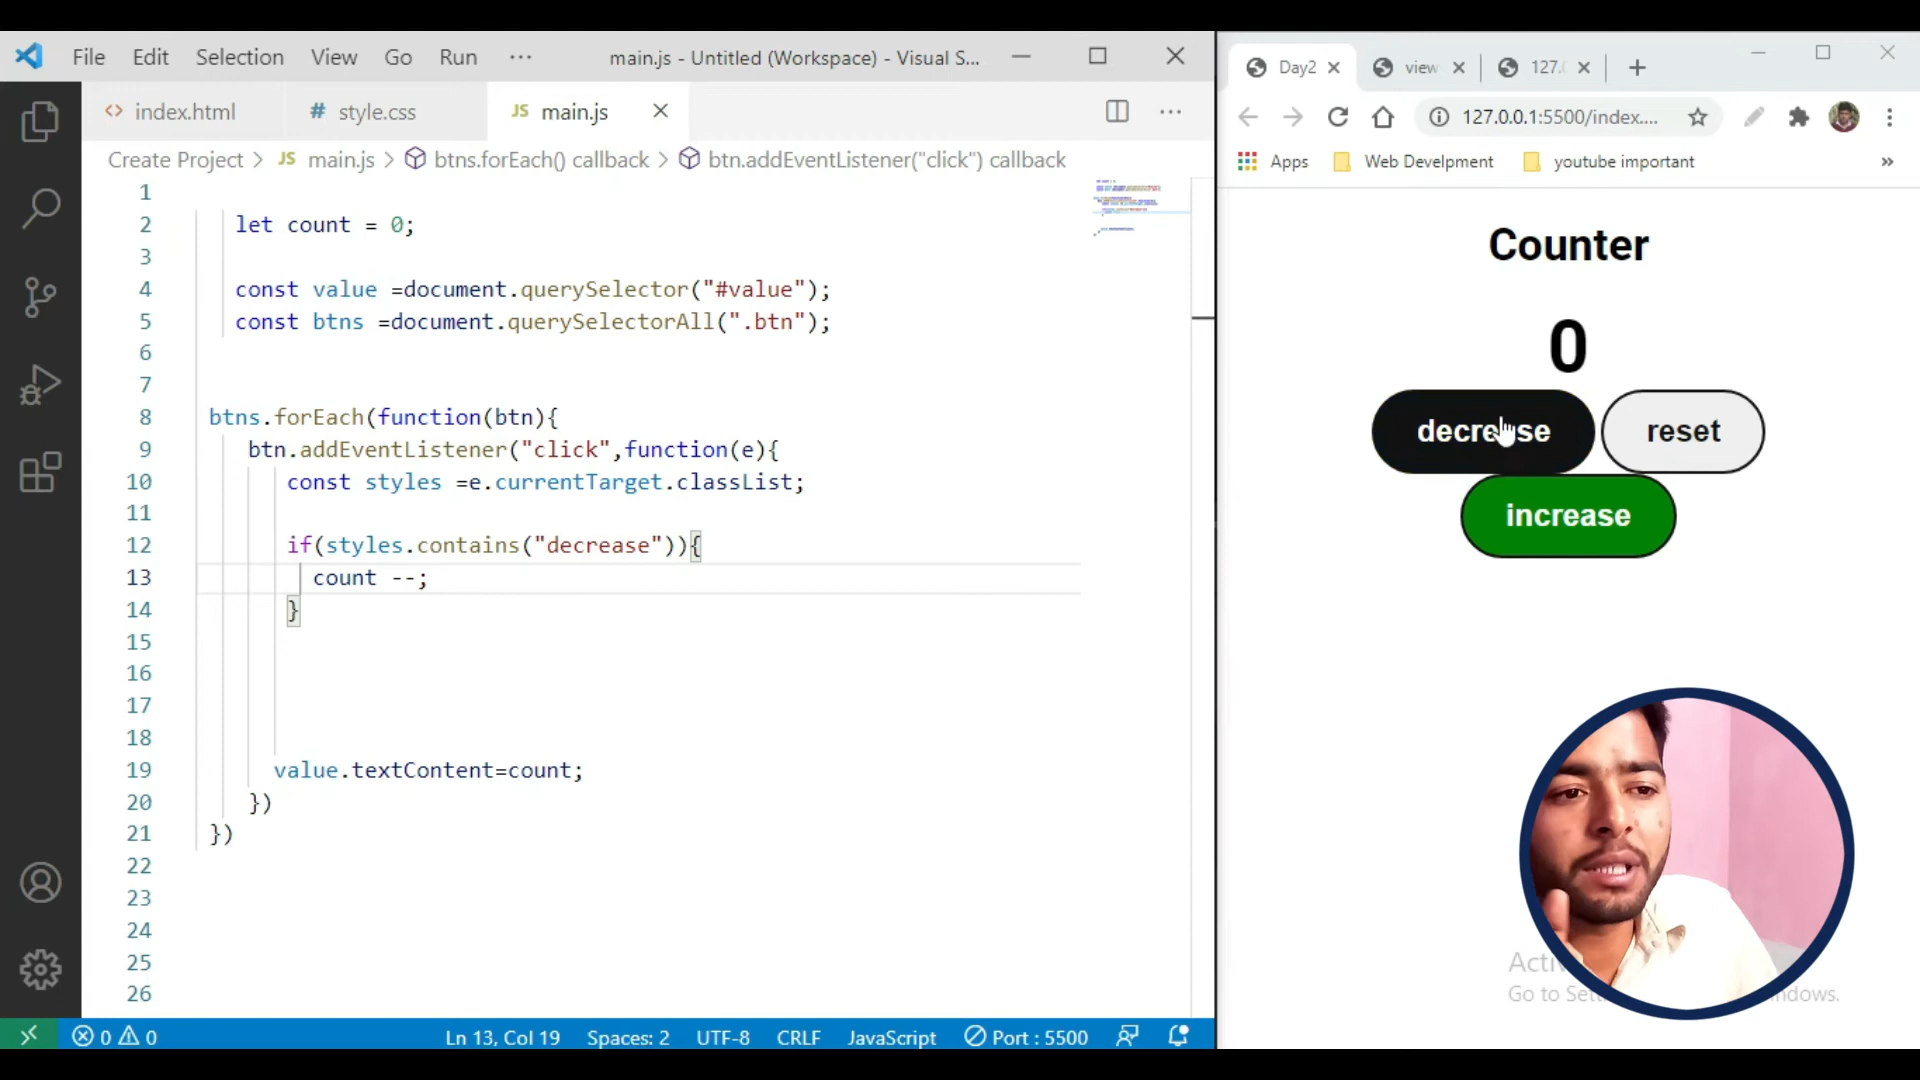 File Edit Selection View Go Run ··· main.js - Untitled (Workspace) - Visual S...
index.html # style.css JS main.js
Create Project > JS main.js > btns.forEach() callback > btn.addEventListener("click") callback
1
2 let count = 0;
3
4 const value =document.querySelector("#value");
5 const btns =document.querySelectorAll(".btn");
6
7
8 btns.forEach(function(btn){
9 btn.addEventListener("click",function(e){
10 const styles =e.currentTarget.classList;
11
12 if(styles.contains("decrease")){
13 count --;
14 }
15
16
17
18
19 value.textContent=count;
20 })
21 })
22
23
24
25
26
0 0 Ln 13, Col 19 Spaces: 2 UTF-8 CRLF JavaScript Port : 5500
Day2 view 127.
127.0.0.1:5500/index....
Apps Web Develpment youtube important »
Counter
0
decrease reset
increase
Go to